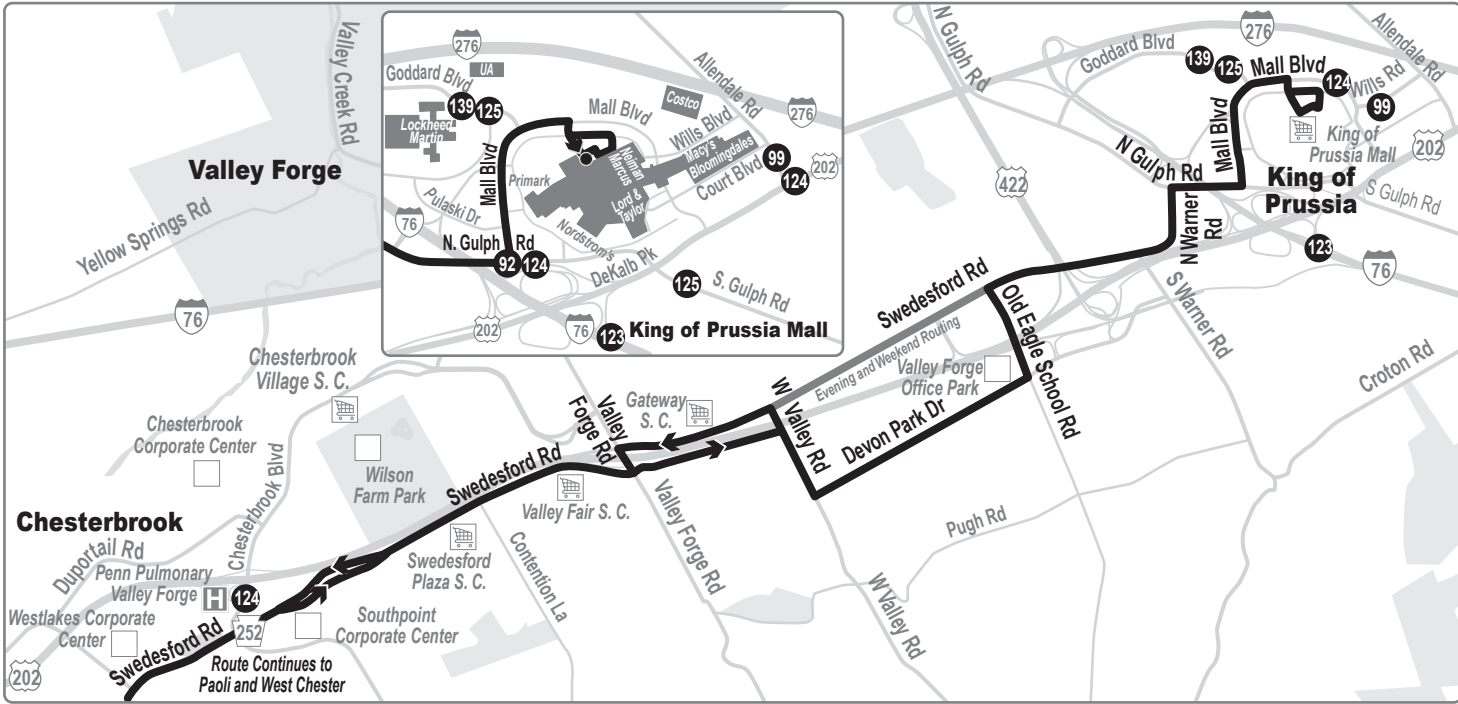 Valley Creek Rd
Valley Forge
Yellow Springs Rd
76
276
Goddard Blvd
UA
139
125
Lockheed
Martin
Mall Blvd
Mall Blvd
Costco
Allendale Rd
276
Wills Blvd
Macy's
Bloomingdales
Neiman
Marcus
Lord &
Taylor
Court Blvd
99
124
202
Primark
Pulaski Dr
76
Nordstrom's
N. Gulph Rd
92
124
DeKalb Pk
125
S. Gulph Rd
202
76
123
King of Prussia Mall
N Gulph Rd
Goddard Blvd
139
125
276
Mall Blvd
124
Wills Rd
99
Allendale Rd
Mall Blvd
King of
Prussia Mall
202
422
N Gulph Rd
King of
Prussia
S Gulph Rd
N Warner
Rd
123
76
Swedesford Rd
S Warner Rd
Old Eagle School Rd
Evening and Weekend Routing
Valley Forge
Office Park
Croton Rd
Chesterbrook
Village S. C.
Chesterbrook
Corporate Center
Gateway
S. C.
Valley
Forge Rd
W Valley Rd
Devon Park Dr
Wilson
Farm Park
Swedesford Rd
Valley Fair S. C.
Chesterbrook
Chesterbrook Blvd
Duportail Rd
Swedesford
Plaza S. C.
Contention La
Valley Forge Rd
Pugh Rd
Penn Pulmonary
Valley Forge
H
124
Westlakes Corporate
Center
252
Southpoint
Corporate Center
W Valley Rd
Swedesford Rd
202
Route Continues to
Paoli and West Chester